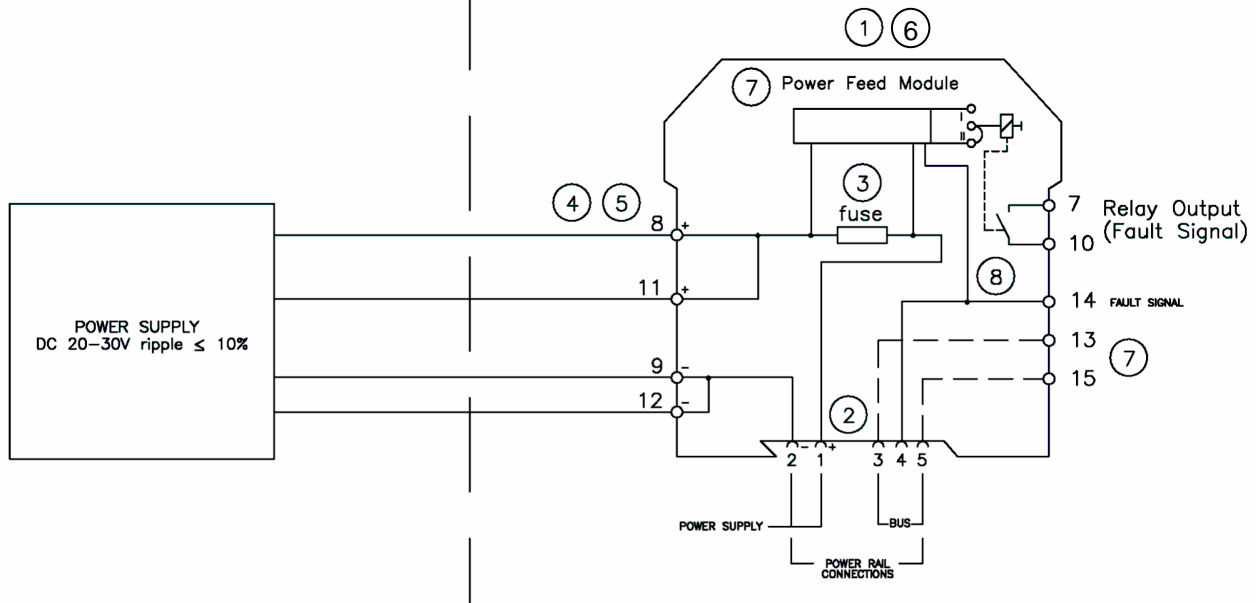 1 6
7 Power Feed Module
I
II
4 5
3
fuse
8 +
7 Relay Output
10 (Fault Signal)
8
11 +
14 FAULT SIGNAL
POWER SUPPLY
DC 20-30V ripple ≤ 10%
13
7
9 -
15
12 -
2
- +
2 1 3 4 5
POWER SUPPLY
BUS
POWER RAIL
CONNECTIONS